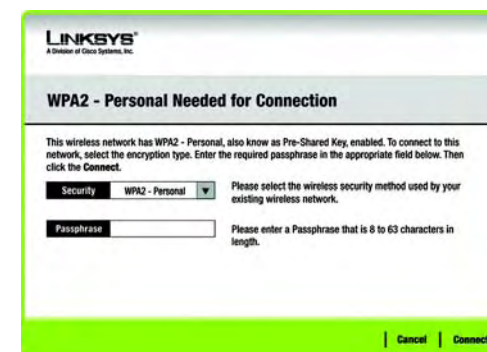 LINKSYS®
A Division of Cisco Systems, Inc.
WPA2 - Personal Needed for Connection
This wireless network has WPA2 - Personal, also know as Pre-Shared Key, enabled. To connect to this
network, select the encryption type. Enter the required passphrase in the appropriate field below. Then
click the Connect.
Security WPA2 - Personal Please select the wireless security method used by your
existing wireless network.
Passphrase Please enter a Passphrase that is 8 to 63 characters in
length.
Cancel Connect